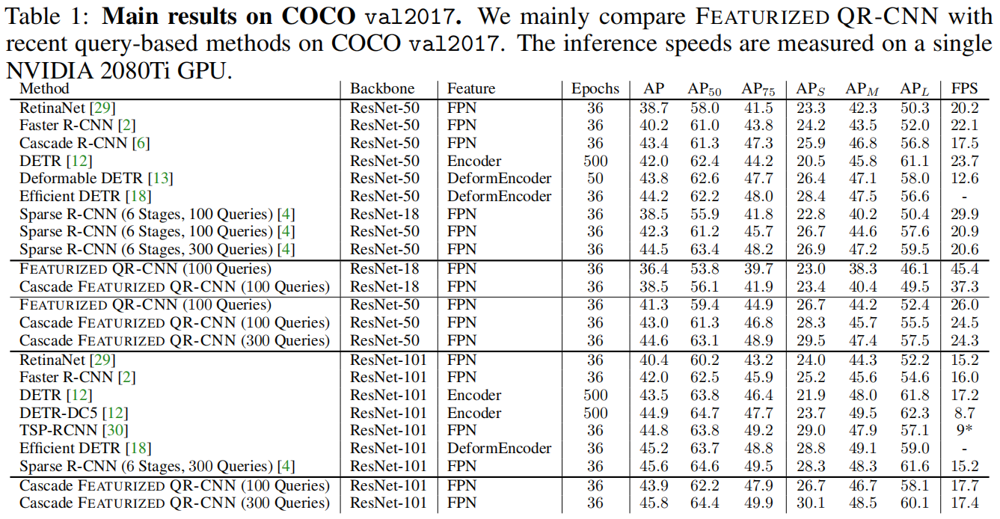 Table 1: Main results on COCO val2017. We mainly compare FEATURIZED QR-CNN with
recent query-based methods on COCO val2017. The inference speeds are measured on a single
NVIDIA 2080Ti GPU.
Method Backbone Feature Epochs AP AP50 AP75 APS APM APL FPS
RetinaNet [29] ResNet-50 FPN 36 38.7 58.0 41.5 23.3 42.3 50.3 20.2
Faster R-CNN [2] ResNet-50 FPN 36 40.2 61.0 43.8 24.2 43.5 52.0 22.1
Cascade R-CNN [6] ResNet-50 FPN 36 43.4 61.3 47.3 25.9 46.8 56.8 17.5
DETR [12] ResNet-50 Encoder 500 42.0 62.4 44.2 20.5 45.8 61.1 23.7
Deformable DETR [13] ResNet-50 DeformEncoder 50 43.8 62.6 47.7 26.4 47.1 58.0 12.6
Efficient DETR [18] ResNet-50 DeformEncoder 36 44.2 62.2 48.0 28.4 47.5 56.6 -
Sparse R-CNN (6 Stages, 100 Queries) [4] ResNet-18 FPN 36 38.5 55.9 41.8 22.8 40.2 50.4 29.9
Sparse R-CNN (6 Stages, 100 Queries) [4] ResNet-50 FPN 36 42.3 61.2 45.7 26.7 44.6 57.6 20.9
Sparse R-CNN (6 Stages, 300 Queries) [4] ResNet-50 FPN 36 44.5 63.4 48.2 26.9 47.2 59.5 20.6
FEATURIZED QR-CNN (100 Queries) ResNet-18 FPN 36 36.4 53.8 39.7 23.0 38.3 46.1 45.4
Cascade FEATURIZED QR-CNN (100 Queries) ResNet-18 FPN 36 38.5 56.1 41.9 23.4 40.4 49.5 37.3
FEATURIZED QR-CNN (100 Queries) ResNet-50 FPN 36 41.3 59.4 44.9 26.7 44.2 52.4 26.0
Cascade FEATURIZED QR-CNN (100 Queries) ResNet-50 FPN 36 43.0 61.3 46.8 28.3 45.7 55.5 24.5
Cascade FEATURIZED QR-CNN (300 Queries) ResNet-50 FPN 36 44.6 63.1 48.9 29.5 47.4 57.5 24.3
RetinaNet [29] ResNet-101 FPN 36 40.4 60.2 43.2 24.0 44.3 52.2 15.2
Faster R-CNN [2] ResNet-101 FPN 36 42.0 62.5 45.9 25.2 45.6 54.6 16.0
DETR [12] ResNet-101 Encoder 500 43.5 63.8 46.4 21.9 48.0 61.8 17.2
DETR-DC5 [12] ResNet-101 Encoder 500 44.9 64.7 47.7 23.7 49.5 62.3 8.7
TSP-RCNN [30] ResNet-101 FPN 36 44.8 63.8 49.2 29.0 47.9 57.1 9*
Efficient DETR [18] ResNet-101 DeformEncoder 36 45.2 63.7 48.8 28.8 49.1 59.0 -
Sparse R-CNN (6 Stages, 300 Queries) [4] ResNet-101 FPN 36 45.6 64.6 49.5 28.3 48.3 61.6 15.2
Cascade FEATURIZED QR-CNN (100 Queries) ResNet-101 FPN 36 43.9 62.2 47.9 26.7 46.7 58.1 17.7
Cascade FEATURIZED QR-CNN (300 Queries) ResNet-101 FPN 36 45.8 64.4 49.9 30.1 48.5 60.1 17.4